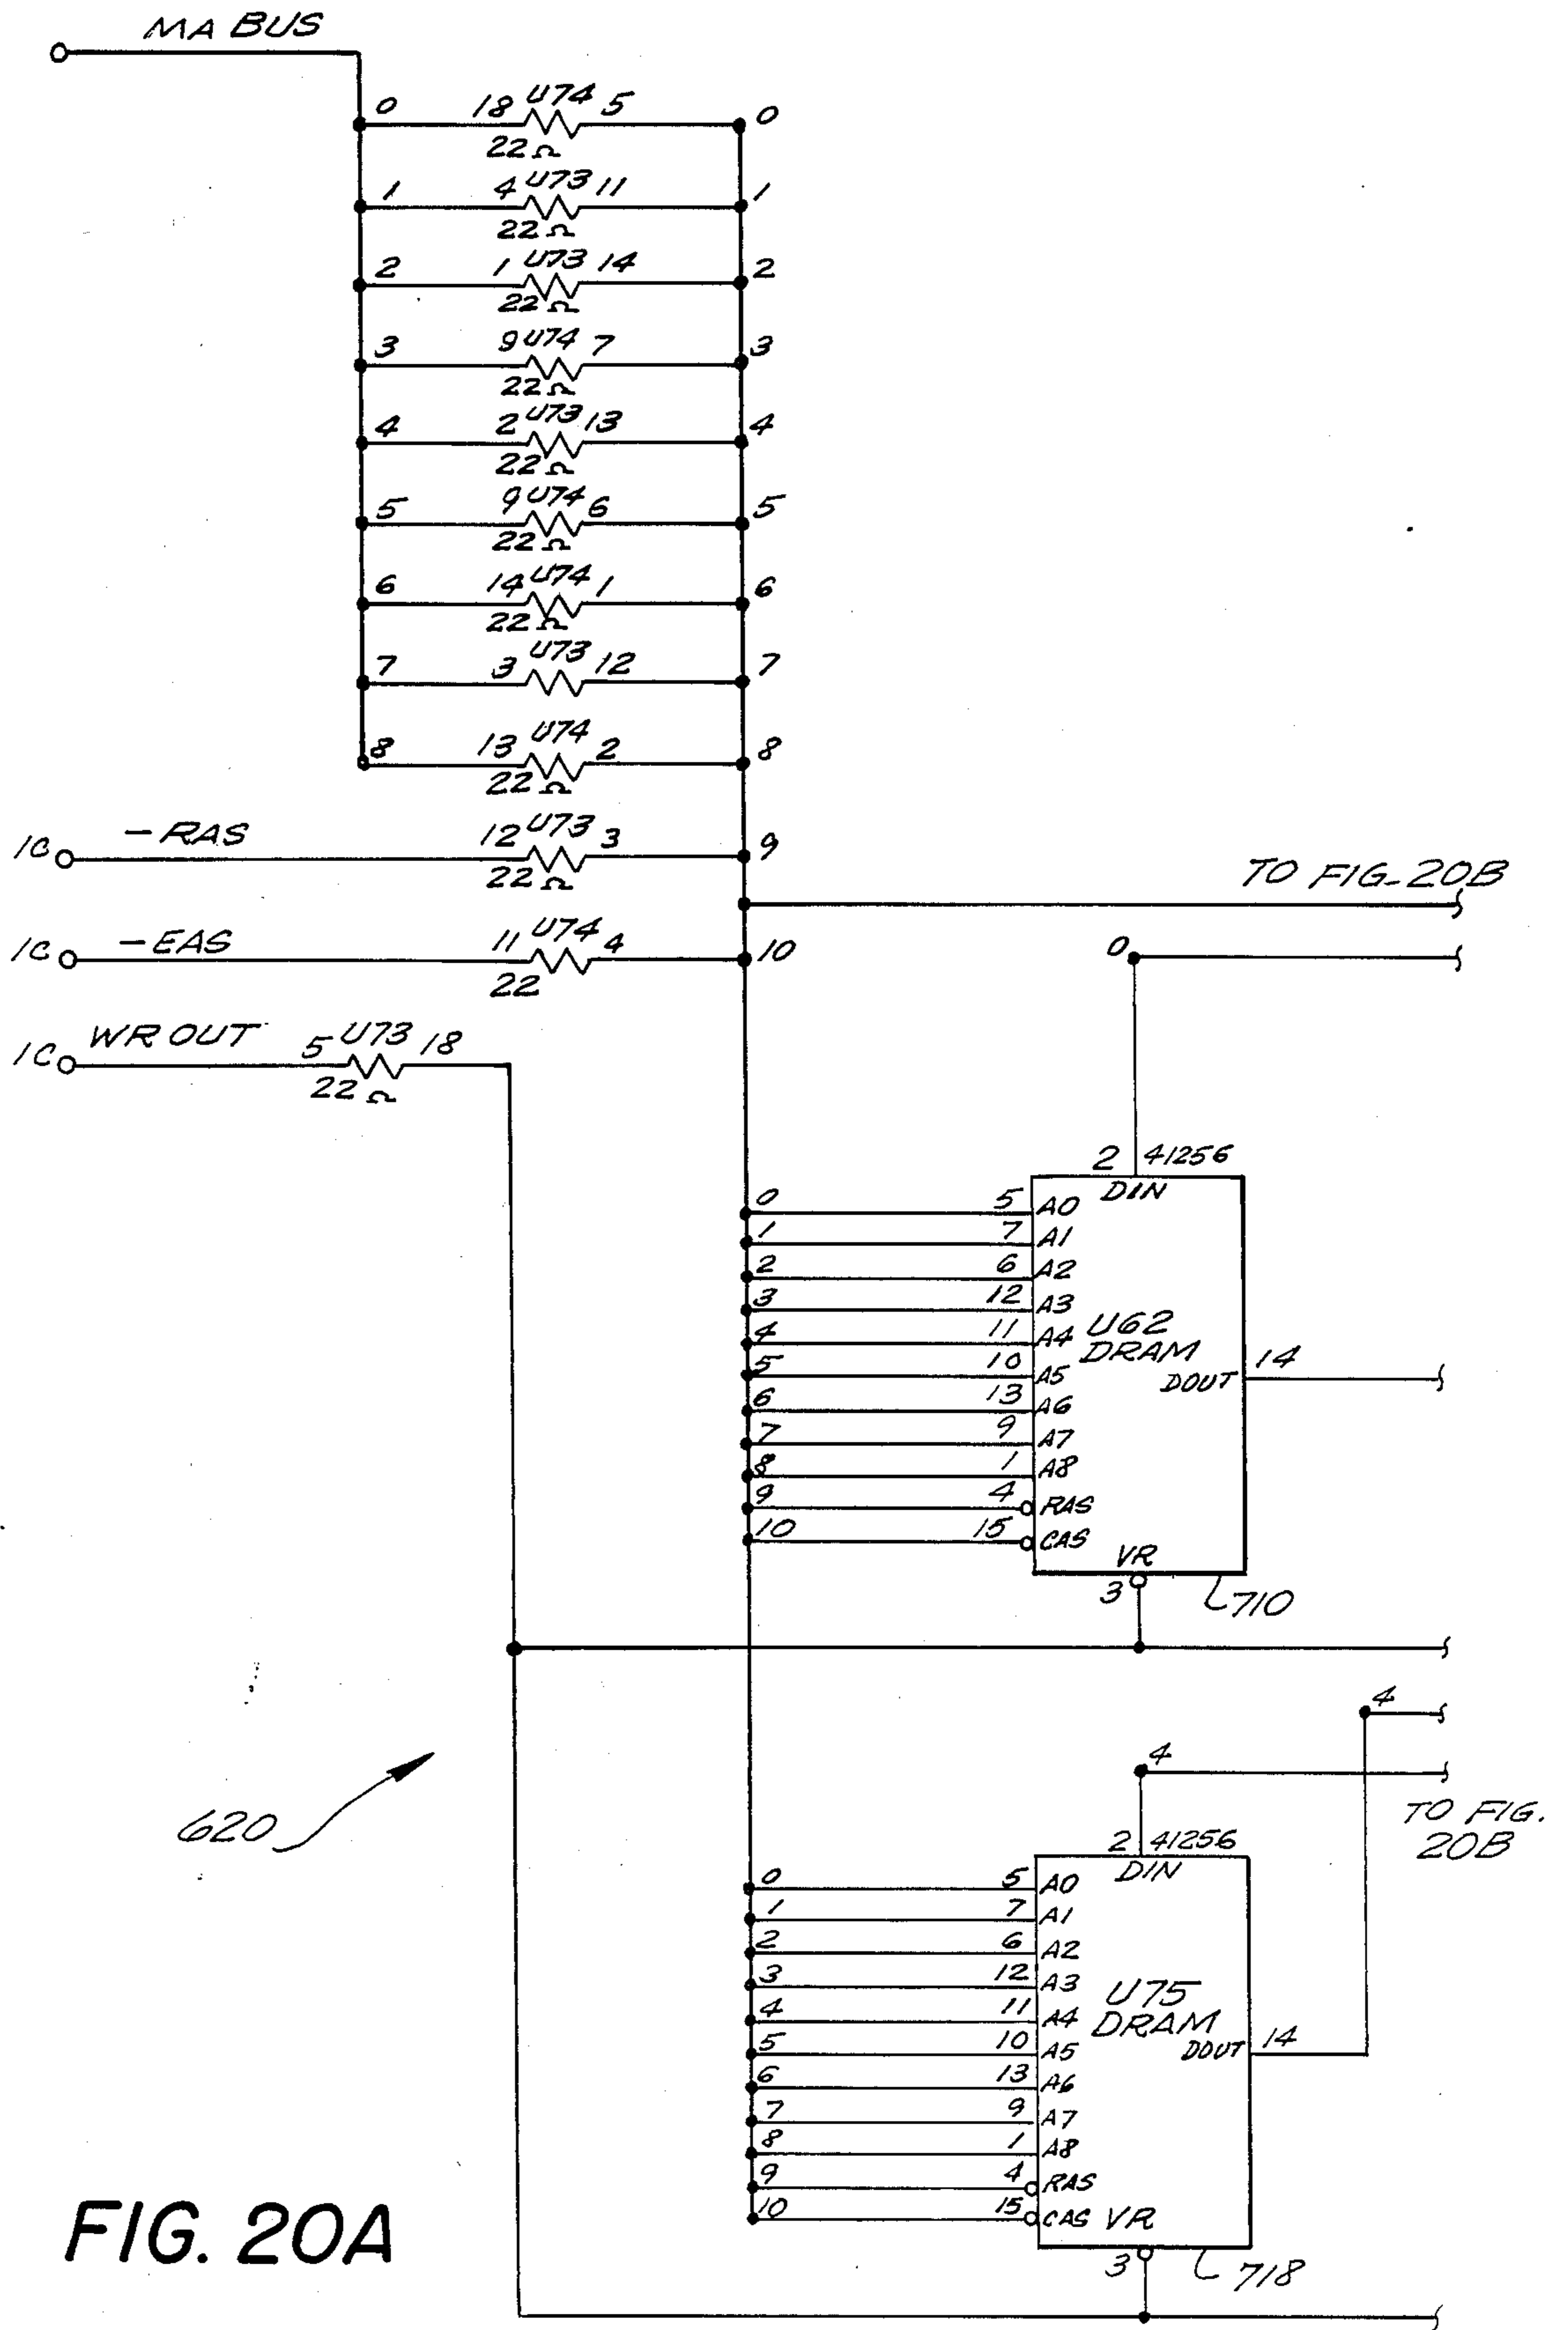 MA BUS
0 18 U74 5 0
22Ω
1 4 U73 11 1
22Ω
2 1 U73 14 2
22Ω
3 9 U74 7 3
22Ω
4 2 U73 13 4
22Ω
5 9 U74 6 5
22Ω
6 14 U74 1 6
22Ω
7 3 U73 12 7
8 13 U74 2 8
22Ω
1C -RAS 12 U73 3 9
22Ω
TO FIG. 20B
1C -EAS 11 U74 4 10
22
0
1C WR OUT 5 U73 18
22Ω
2 41256
DIN
0 5 A0
1 7 A1
2 6 A2
3 12 A3
4 11 A4
U62
DRAM
5 10 A5
DOUT 14
6 13 A6
7 9 A7
8 1 A8
9 4 RAS
10 15 CAS
VR
3 710
4
4
620
TO FIG.
20B
2 41256
DIN
0 5 A0
1 7 A1
2 6 A2
3 12 A3
U75
4 11 A4
DRAM
5 10 A5
DOUT 14
6 13 A6
7 9 A7
8 1 A8
9 4 RAS
10 15 CAS VR
3 718
FIG. 20A